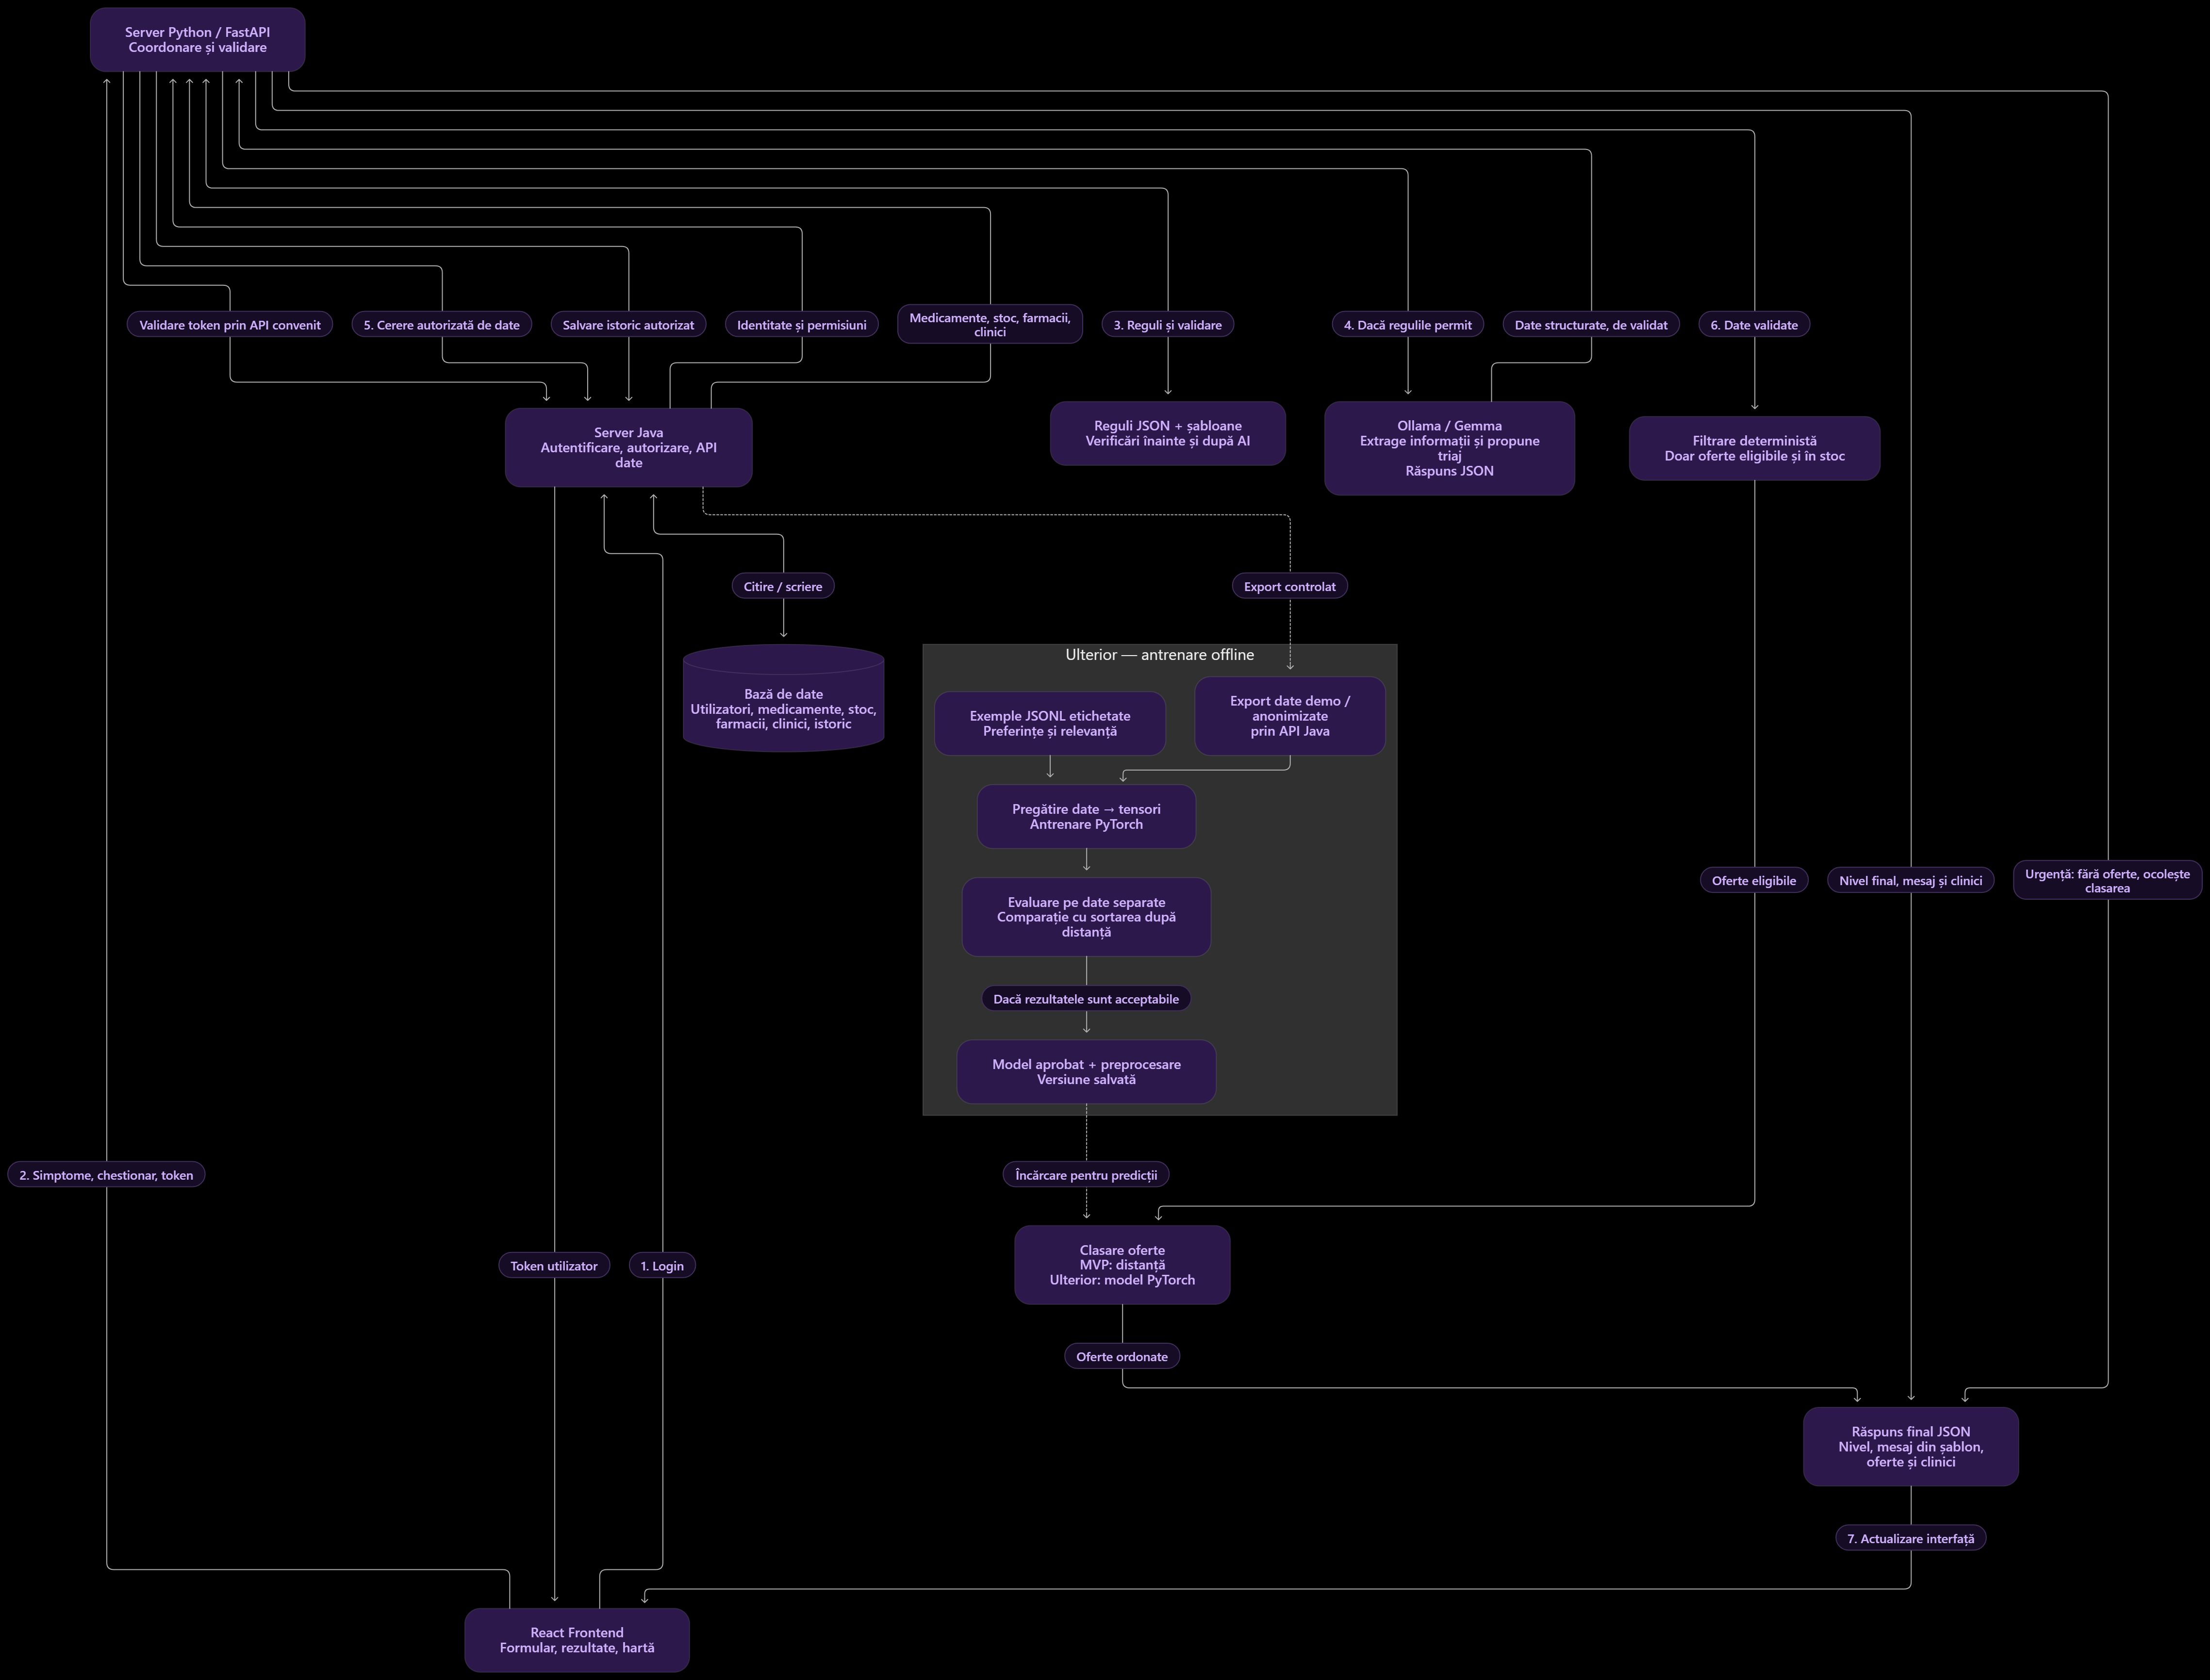 Server Python / FastAPI
Coordonare și validare
Validare token prin API convenit
5. Cerere autorizată de date
Salvare istoric autorizat
Identitate și permisiuni
Medicamente, stoc, farmacii,
clinici
3. Reguli și validare
4. Dacă regulile permit
Date structurate, de validat
6. Date validate
Server Java
Autentificare, autorizare, API
date
Reguli JSON + șabloane
Verificări înainte și după AI
Ollama / Gemma
Extrage informații și propune
triaj
Răspuns JSON
Filtrare deterministă
Doar oferte eligibile și în stoc
Citire / scriere
Export controlat
Bază de date
Utilizatori, medicamente, stoc,
farmacii, clinici, istoric
Ulterior — antrenare offline
Exemple JSONL etichetate
Preferințe și relevanță
Export date demo /
anonimizate
prin API Java
Pregătire date → tensori
Antrenare PyTorch
Evaluare pe date separate
Comparație cu sortarea după
distanță
Oferte eligibile
Nivel final, mesaj și clinici
Urgență: fără oferte, ocolește
clasarea
Dacă rezultatele sunt acceptabile
Model aprobat + preprocesare
Versiune salvată
2. Simptome, chestionar, token
Încărcare pentru predicții
Token utilizator
1. Login
Clasare oferte
MVP: distanță
Ulterior: model PyTorch
Oferte ordonate
Răspuns final JSON
Nivel, mesaj din șablon,
oferte și clinici
7. Actualizare interfață
React Frontend
Formular, rezultate, hartă